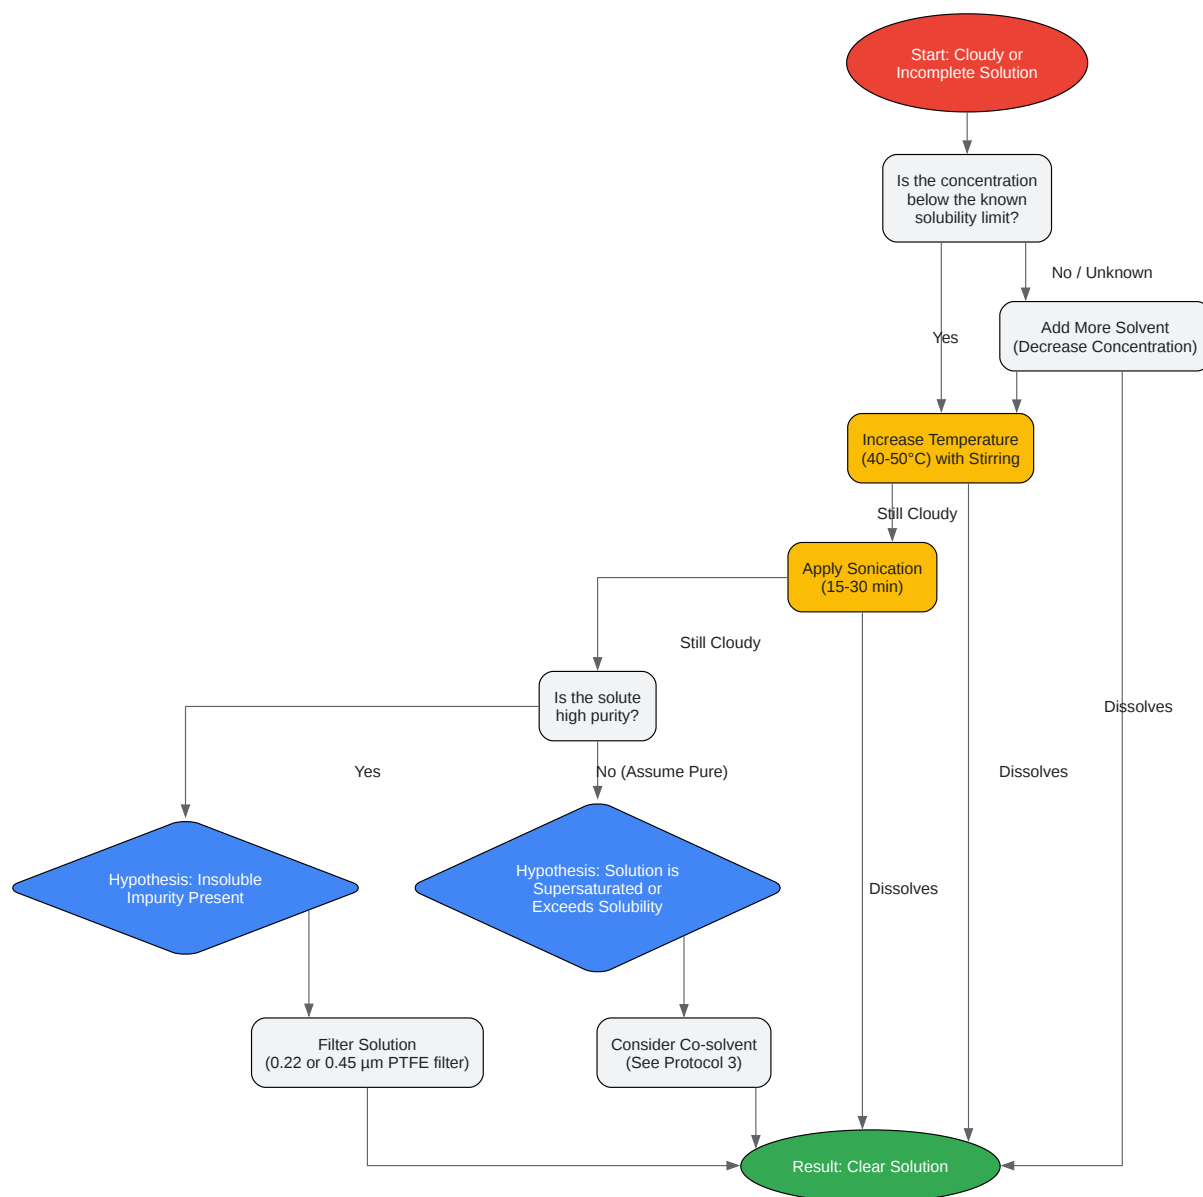 Start: Cloudy or
Incomplete Solution
Is the concentration
below the known
solubility limit?
No / Unknown
Add More Solvent
(Decrease Concentration)
Yes
Increase Temperature
(40-50°C) with Stirring
Still Cloudy
Apply Sonication
(15-30 min)
Still Cloudy
Is the solute
high purity?
Dissolves
Yes
No (Assume Pure)
Dissolves
Hypothesis: Insoluble
Impurity Present
Hypothesis: Solution is
Supersaturated or
Exceeds Solubility
Dissolves
Filter Solution
(0.22 or 0.45 µm PTFE filter)
Consider Co-solvent
(See Protocol 3)
Result: Clear Solution